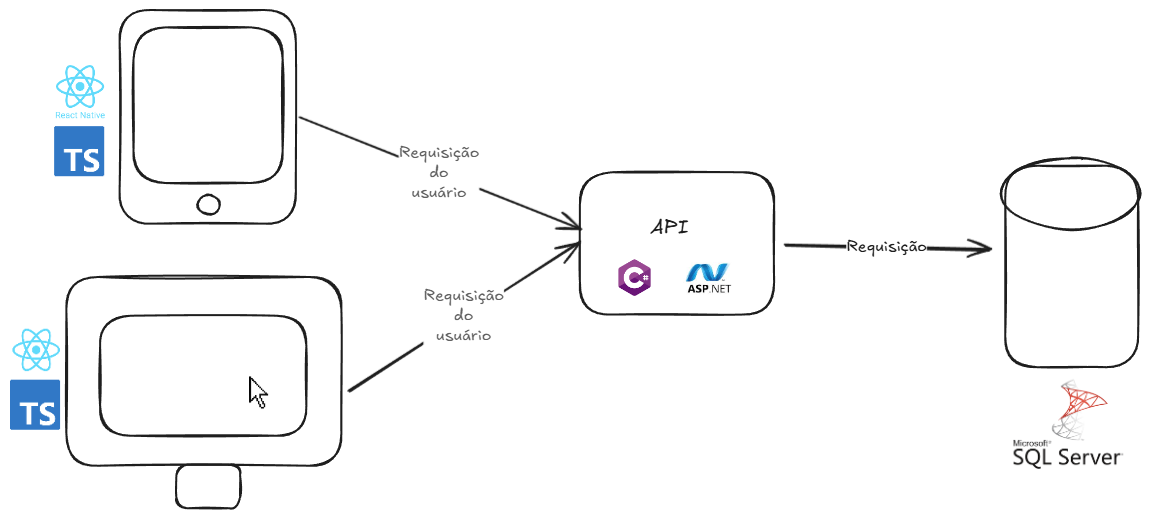 React Native
TS
Requisição
do
usuário
API
C#
ASP.NET
Requisição
Requisição
do
usuário
TS
Microsoft®
SQL Server